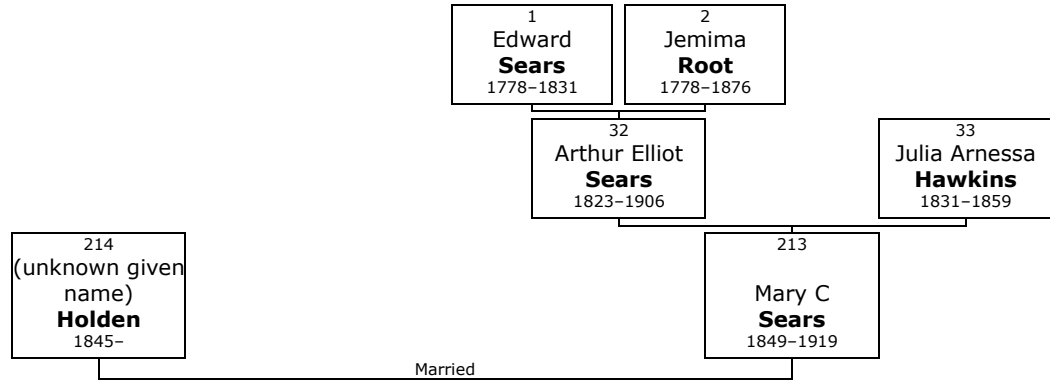 1
Edward
Sears
1778–1831
2
Jemima
Root
1778–1876
32
Arthur Elliot
Sears
1823–1906
33
Julia Arnessa
Hawkins
1831–1859
214
(unknown given
name)
Holden
1845–
213
Mary C
Sears
1849–1919
Married